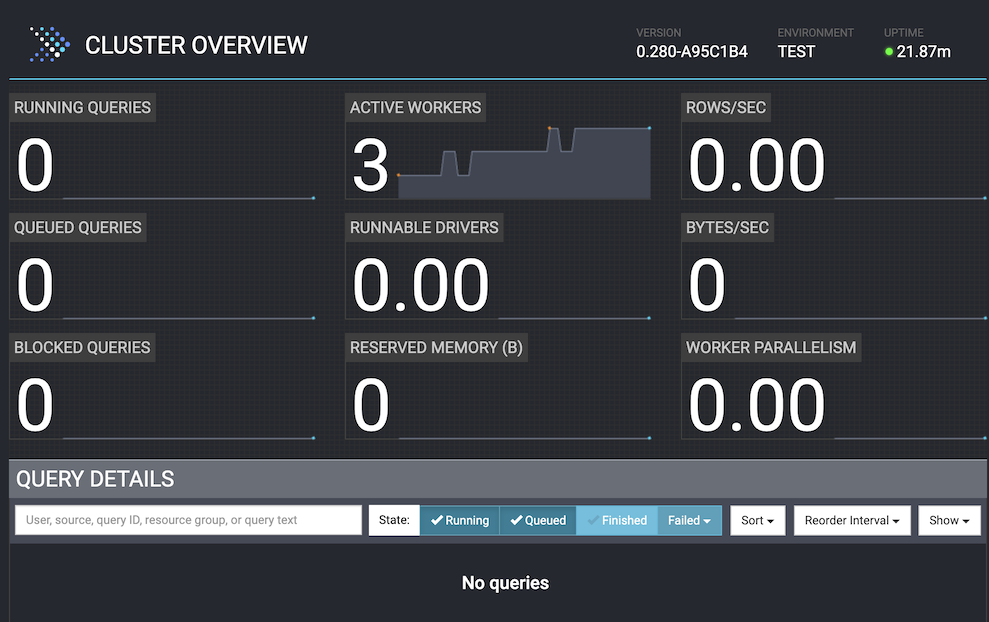 CLUSTER OVERVIEW
VERSION
0.280-A95C1B4
ENVIRONMENT
TEST
UPTIME
21.87m
RUNNING QUERIES
0
ACTIVE WORKERS
3
ROWS/SEC
0.00
QUEUED QUERIES
0
RUNNABLE DRIVERS
0.00
BYTES/SEC
0
BLOCKED QUERIES
0
RESERVED MEMORY (B)
0
WORKER PARALLELISM
0.00
QUERY DETAILS
User, source, query ID, resource group, or query text
State:
Running
Queued
Finished
Failed
Sort
Reorder Interval
Show
No queries